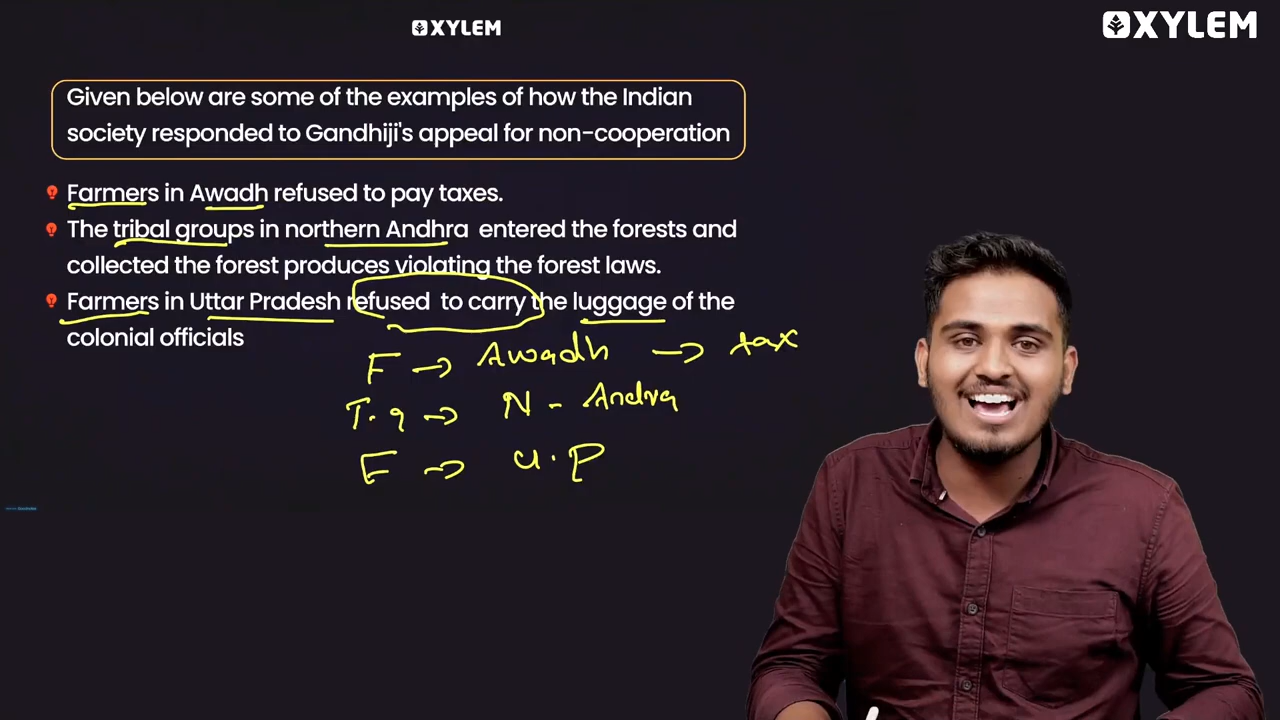 XYLEM
XYLEM
Given below are some of the examples of how the Indian
society responded to Gandhiji's appeal for non-cooperation
Farmers in Awadh refused to pay taxes.
The tribal groups in northern Andhra entered the forests and
collected the forest produces violating the forest laws.
Farmers in Uttar Pradesh refused to carry the luggage of the
colonial officials
F → Awadh → tax
T.g → N - Andra
F → U.P